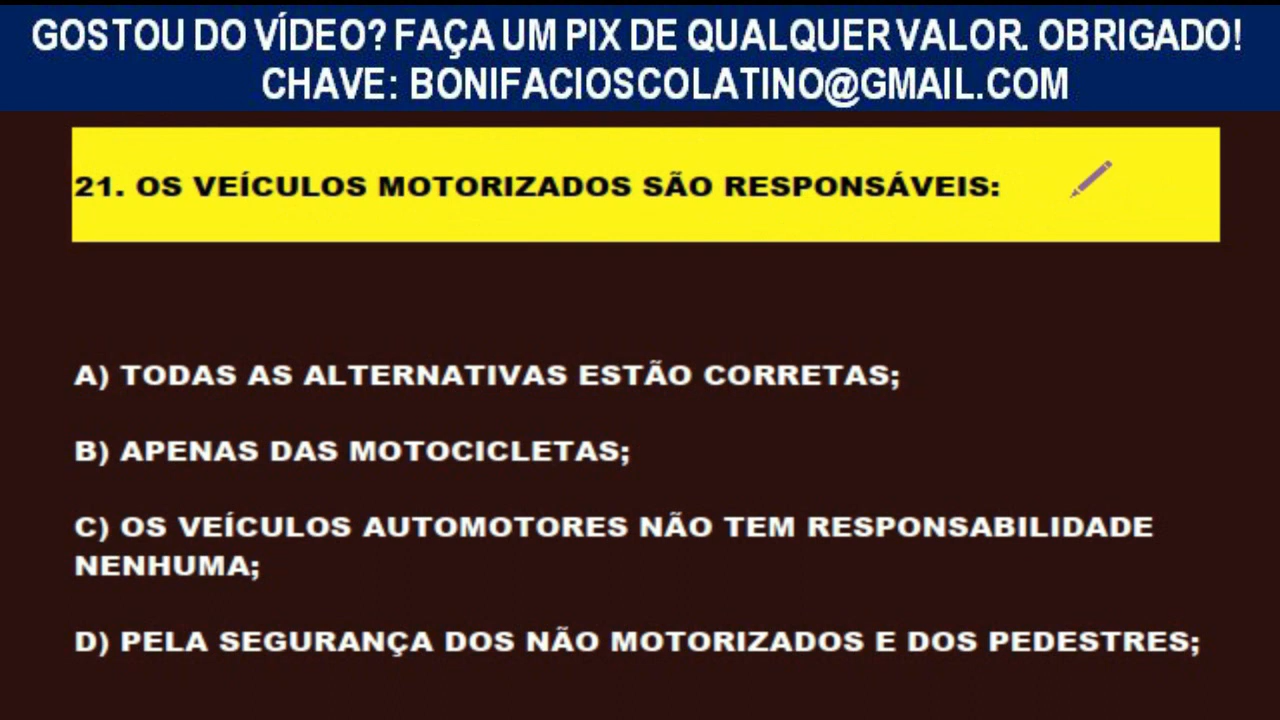 GOSTOU DO VÍDEO? FAÇA UM PIX DE QUALQUER VALOR. OBRIGADO!
CHAVE: BONIFACIOSCOLATINO@GMAIL.COM
21. OS VEÍCULOS MOTORIZADOS SÃO RESPONSÁVEIS:
A) TODAS AS ALTERNATIVAS ESTÃO CORRETAS;
B) APENAS DAS MOTOCICLETAS;
C) OS VEÍCULOS AUTOMOTORES NÃO TEM RESPONSABILIDADE
NENHUMA;
D) PELA SEGURANÇA DOS NÃO MOTORIZADOS E DOS PEDESTRES;